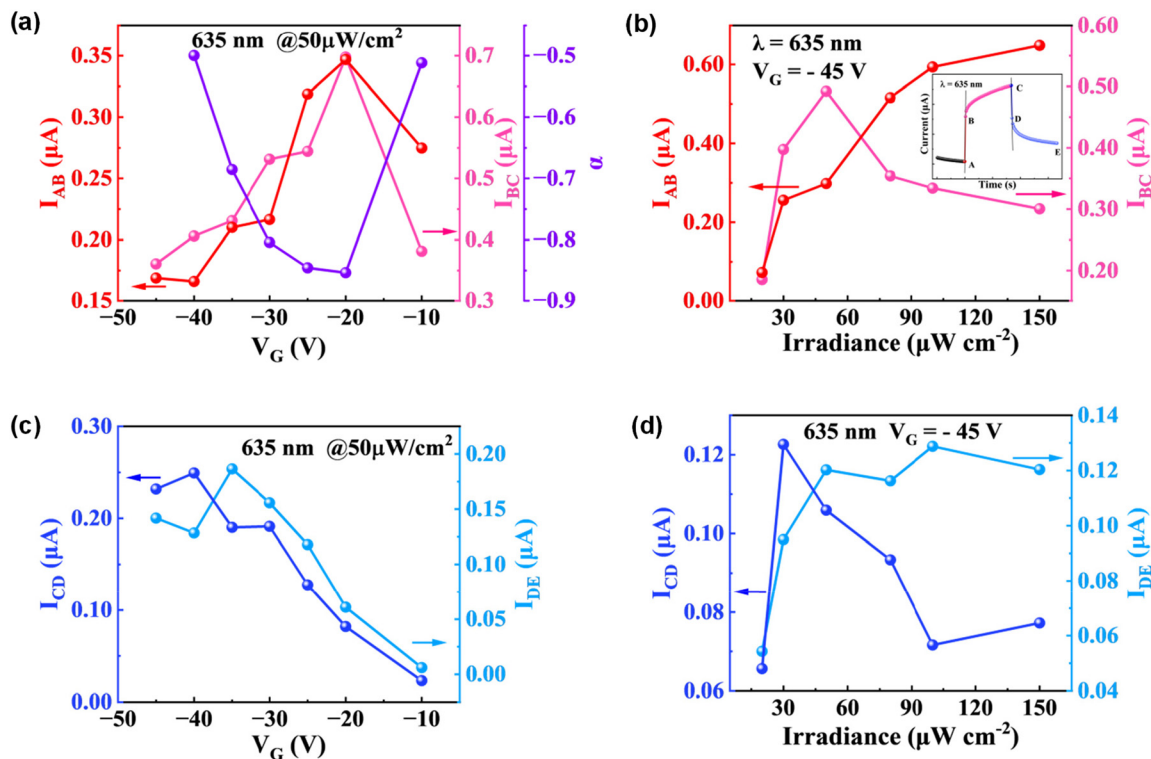 (a)
635 nm @50μW/cm²
0.35
0.30
0.25
0.20
0.15
I_AB (μA)
0.7
0.6
0.5
0.4
0.3
I_BC (μA)
−0.5
−0.6
−0.7
−0.8
−0.9
α
−50 −40 −30 −20 −10
V_G (V)
(b)
λ = 635 nm
V_G = - 45 V
0.60
0.40
0.20
0.00
I_AB (μA)
0.60
0.50
0.40
0.30
0.20
I_BC (μA)
λ = 635 nm
Current (μA)
A
B
C
D
E
Time (s)
0 30 60 90 120 150
Irradiance (μW cm⁻²)
(c)
635 nm @50μW/cm²
0.30
0.20
0.10
0.00
I_CD (μA)
0.20
0.15
0.10
0.05
0.00
I_DE (μA)
−50 −40 −30 −20 −10
V_G (V)
(d)
635 nm V_G = - 45 V
0.12
0.10
0.08
0.06
I_CD (μA)
0.14
0.12
0.10
0.08
0.06
0.04
I_DE (μA)
0 30 60 90 120 150
Irradiance (μW cm⁻²)